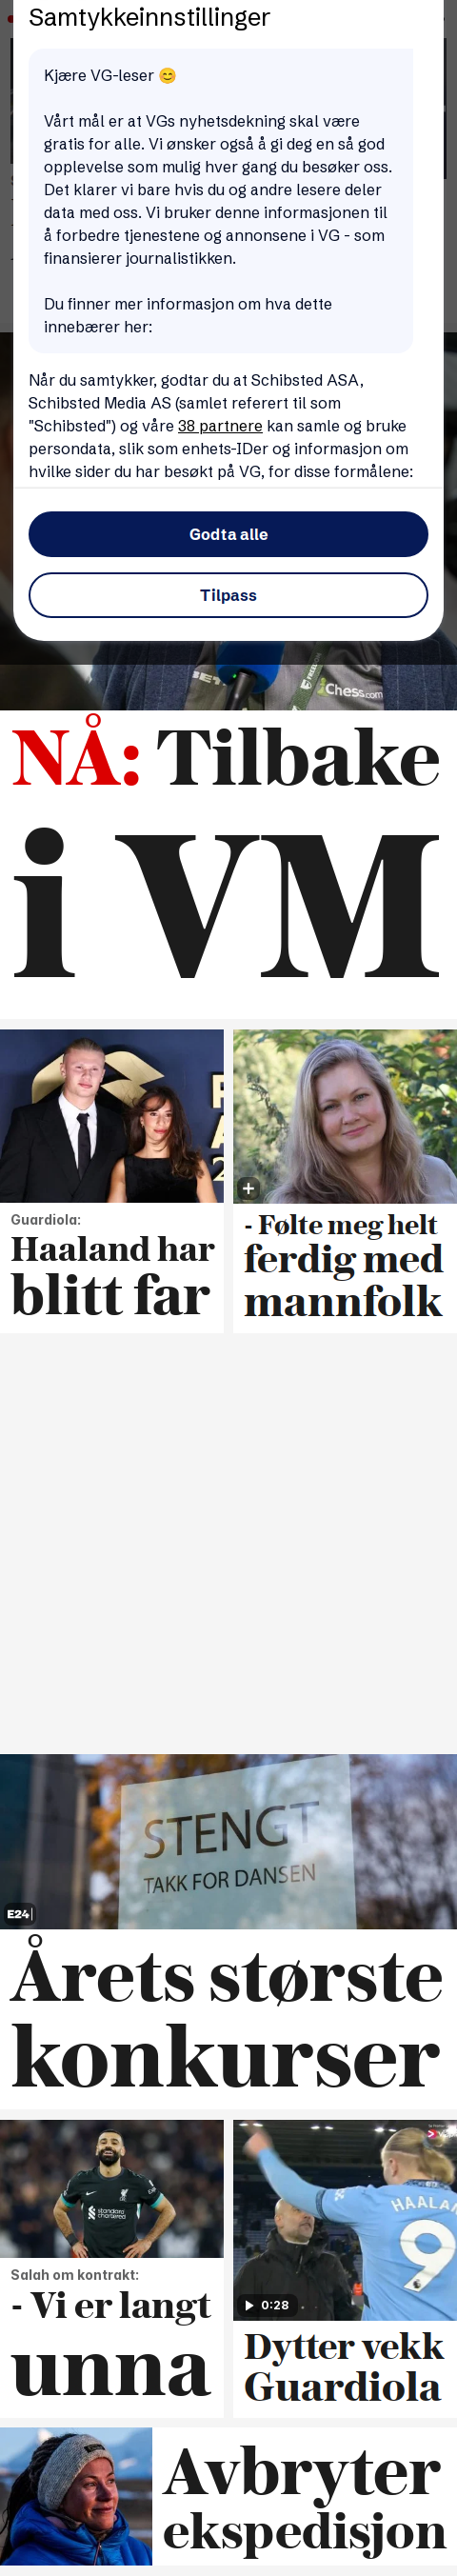 Samtykkeinnstillinger
Kjære VG-leser 😊
Vårt mål er at VGs nyhetsdekning skal være
gratis for alle. Vi ønsker også å gi deg en så god
opplevelse som mulig hver gang du besøker oss.
Det klarer vi bare hvis du og andre lesere deler
data med oss. Vi bruker denne informasjonen til
å forbedre tjenestene og annonsene i VG - som
finansierer journalistikken.
Du finner mer informasjon om hva dette
innebærer her:
Når du samtykker, godtar du at Schibsted ASA,
Schibsted Media AS (samlet referert til som
"Schibsted") og våre 38 partnere kan samle og bruke
persondata, slik som enhets-IDer og informasjon om
hvilke sider du har besøkt på VG, for disse formålene:
Godta alle
Tilpass
Chess.com
NÅ: Tilbake
i VM
Guardiola:
Haaland har
blitt far
- Følte meg helt
ferdig med
mannfolk
STENGT
TAKK FOR DANSEN
E24
Årets største
konkurser
Salah om kontrakt:
- Vi er langt
unna
HAALAN
9
0:28
Dytter vekk
Guardiola
Avbryter
ekspedisjon